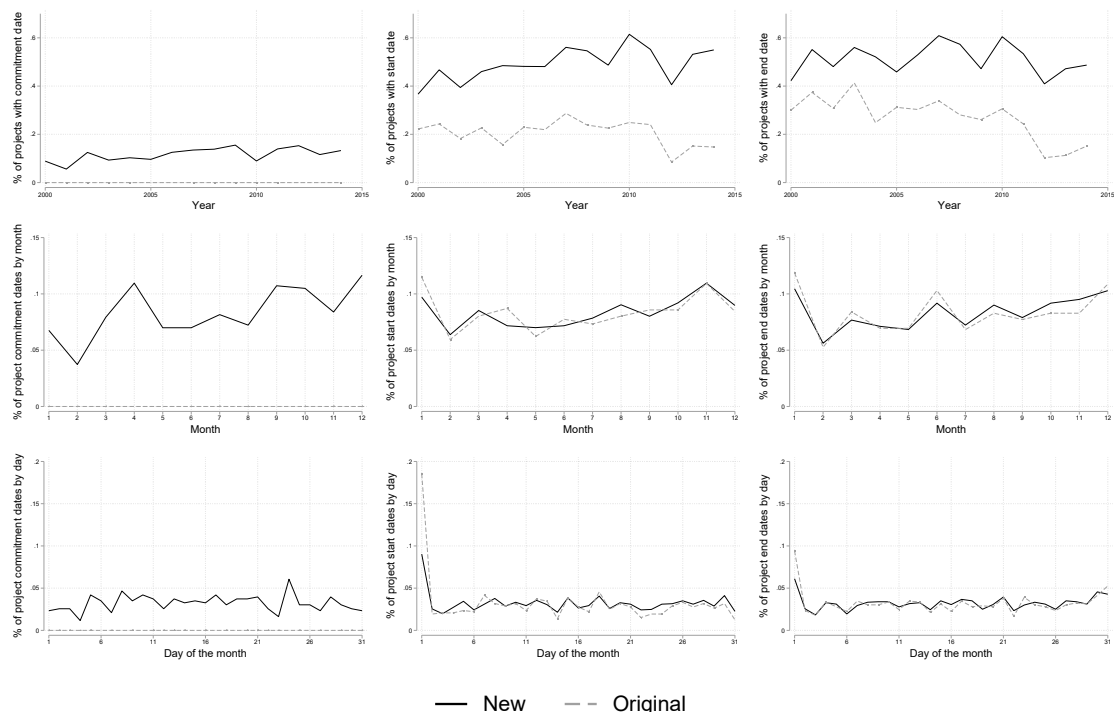 % of projects with commitment date
.6
.4
.2
0
2000 2005 2010 2015
Year
% of projects with start date
.6
.4
.2
0
2000 2005 2010 2015
Year
% of projects with end date
.6
.4
.2
0
2000 2005 2010 2015
Year
% of project commitment dates by month
.15
.1
.05
0
1 2 3 4 5 6 7 8 9 10 11 12
Month
% of project start dates by month
.15
.1
.05
0
1 2 3 4 5 6 7 8 9 10 11 12
Month
% of project end dates by month
.15
.1
.05
0
1 2 3 4 5 6 7 8 9 10 11 12
Month
% of project commitment dates by day
.2
.15
.1
.05
0
1 6 11 16 21 26 31
Day of the month
% of project start dates by day
.2
.15
.1
.05
0
1 6 11 16 21 26 31
Day of the month
% of project end dates by day
.2
.15
.1
.05
0
1 6 11 16 21 26 31
Day of the month
New Original